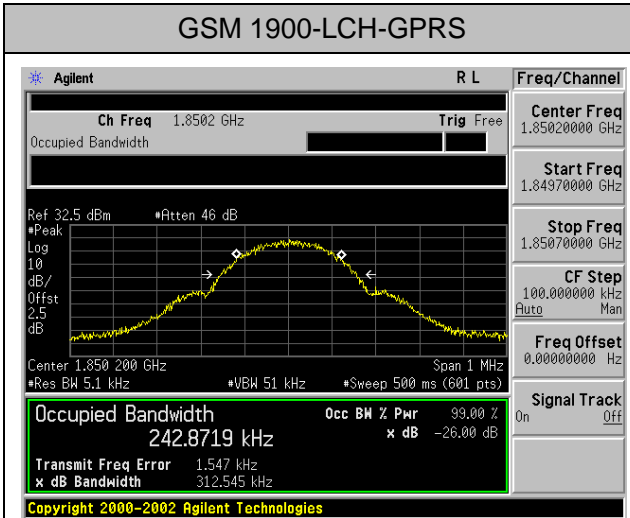 GSM 1900-LCH-GPRS
Agilent R L Freq/Channel
Ch Freq 1.8502 GHz Trig Free
Occupied Bandwidth
Center Freq
1.85020000 GHz
Start Freq
1.84970000 GHz
Stop Freq
1.85070000 GHz
CF Step
100.000000 kHz
Auto Man
Freq Offset
0.00000000 Hz
Signal Track
On Off
Ref 32.5 dBm #Atten 46 dB
#Peak
Log
10
dB/
Offst
2.5
dB
Center 1.850 200 GHz Span 1 MHz
#Res BW 5.1 kHz #VBW 51 kHz #Sweep 500 ms (601 pts)
Occupied Bandwidth Occ BW % Pwr 99.00 %
242.8719 kHz x dB -26.00 dB
Transmit Freq Error 1.547 kHz
x dB Bandwidth 312.545 kHz
Copyright 2000-2002 Agilent Technologies